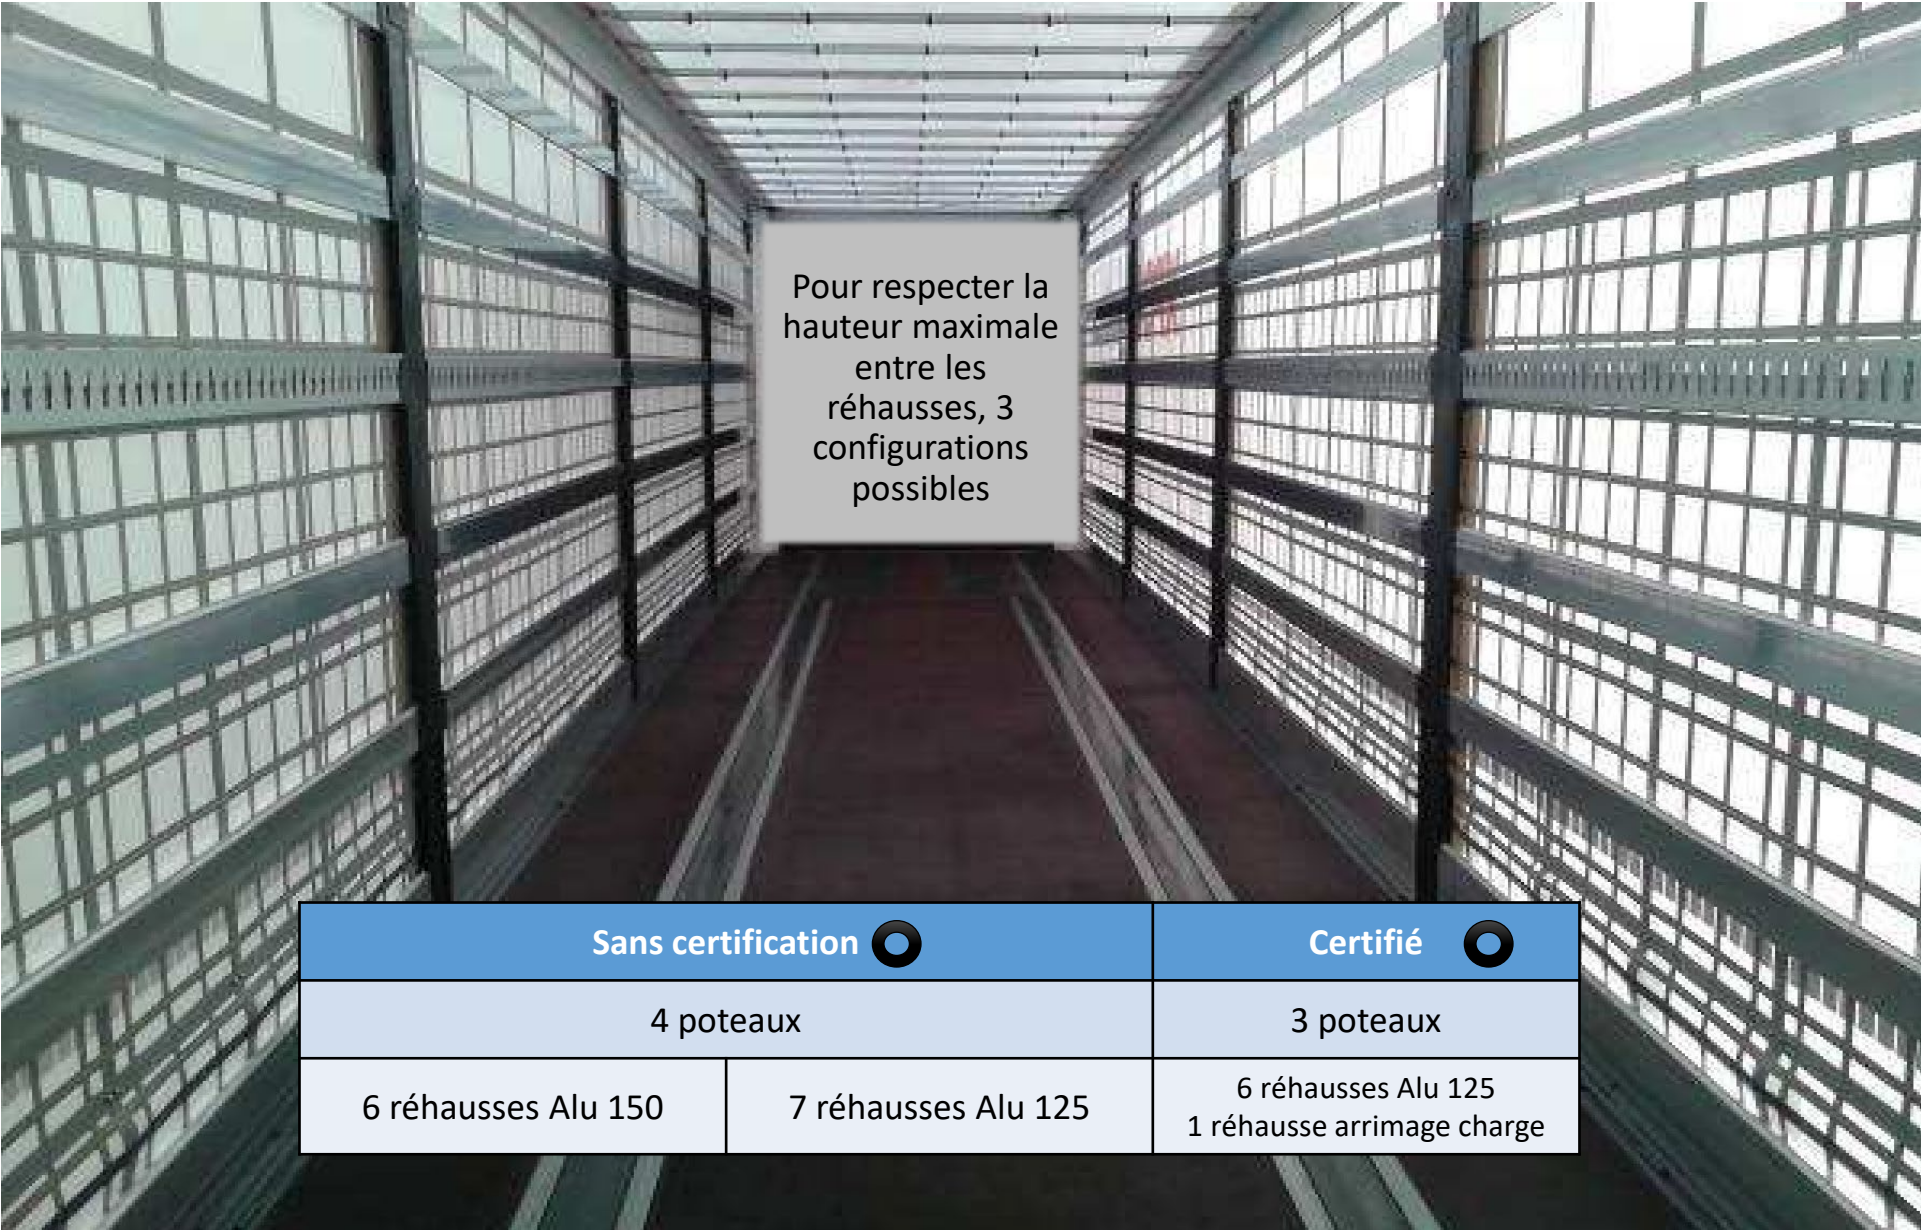 Pour respecter la
hauteur maximale
entre les
réhausses, 3
configurations
possibles
Sans certification
Certifié
4 poteaux
3 poteaux
6 réhausses Alu 150
7 réhausses Alu 125
6 réhausses Alu 125
1 réhausse arrimage charge